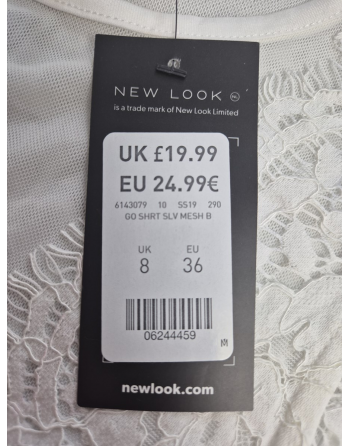 NEW LOOK
is a trade mark of New Look Limited
UK £19.99
EU 24.99€
6143079 10 SS19 290
GO SHRT SLV MESH B
UK EU
8 36
06244459
M
newlook.com